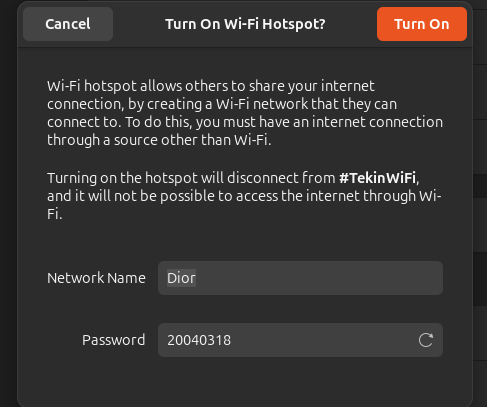 Cancel Turn On Wi-Fi Hotspot? Turn On
Wi-Fi hotspot allows others to share your internet
connection, by creating a Wi-Fi network that they can
connect to. To do this, you must have an internet connection
through a source other than Wi-Fi.
Turning on the hotspot will disconnect from #TekinWiFi,
and it will not be possible to access the internet through Wi-
Fi.
Network Name Dior
Password 20040318